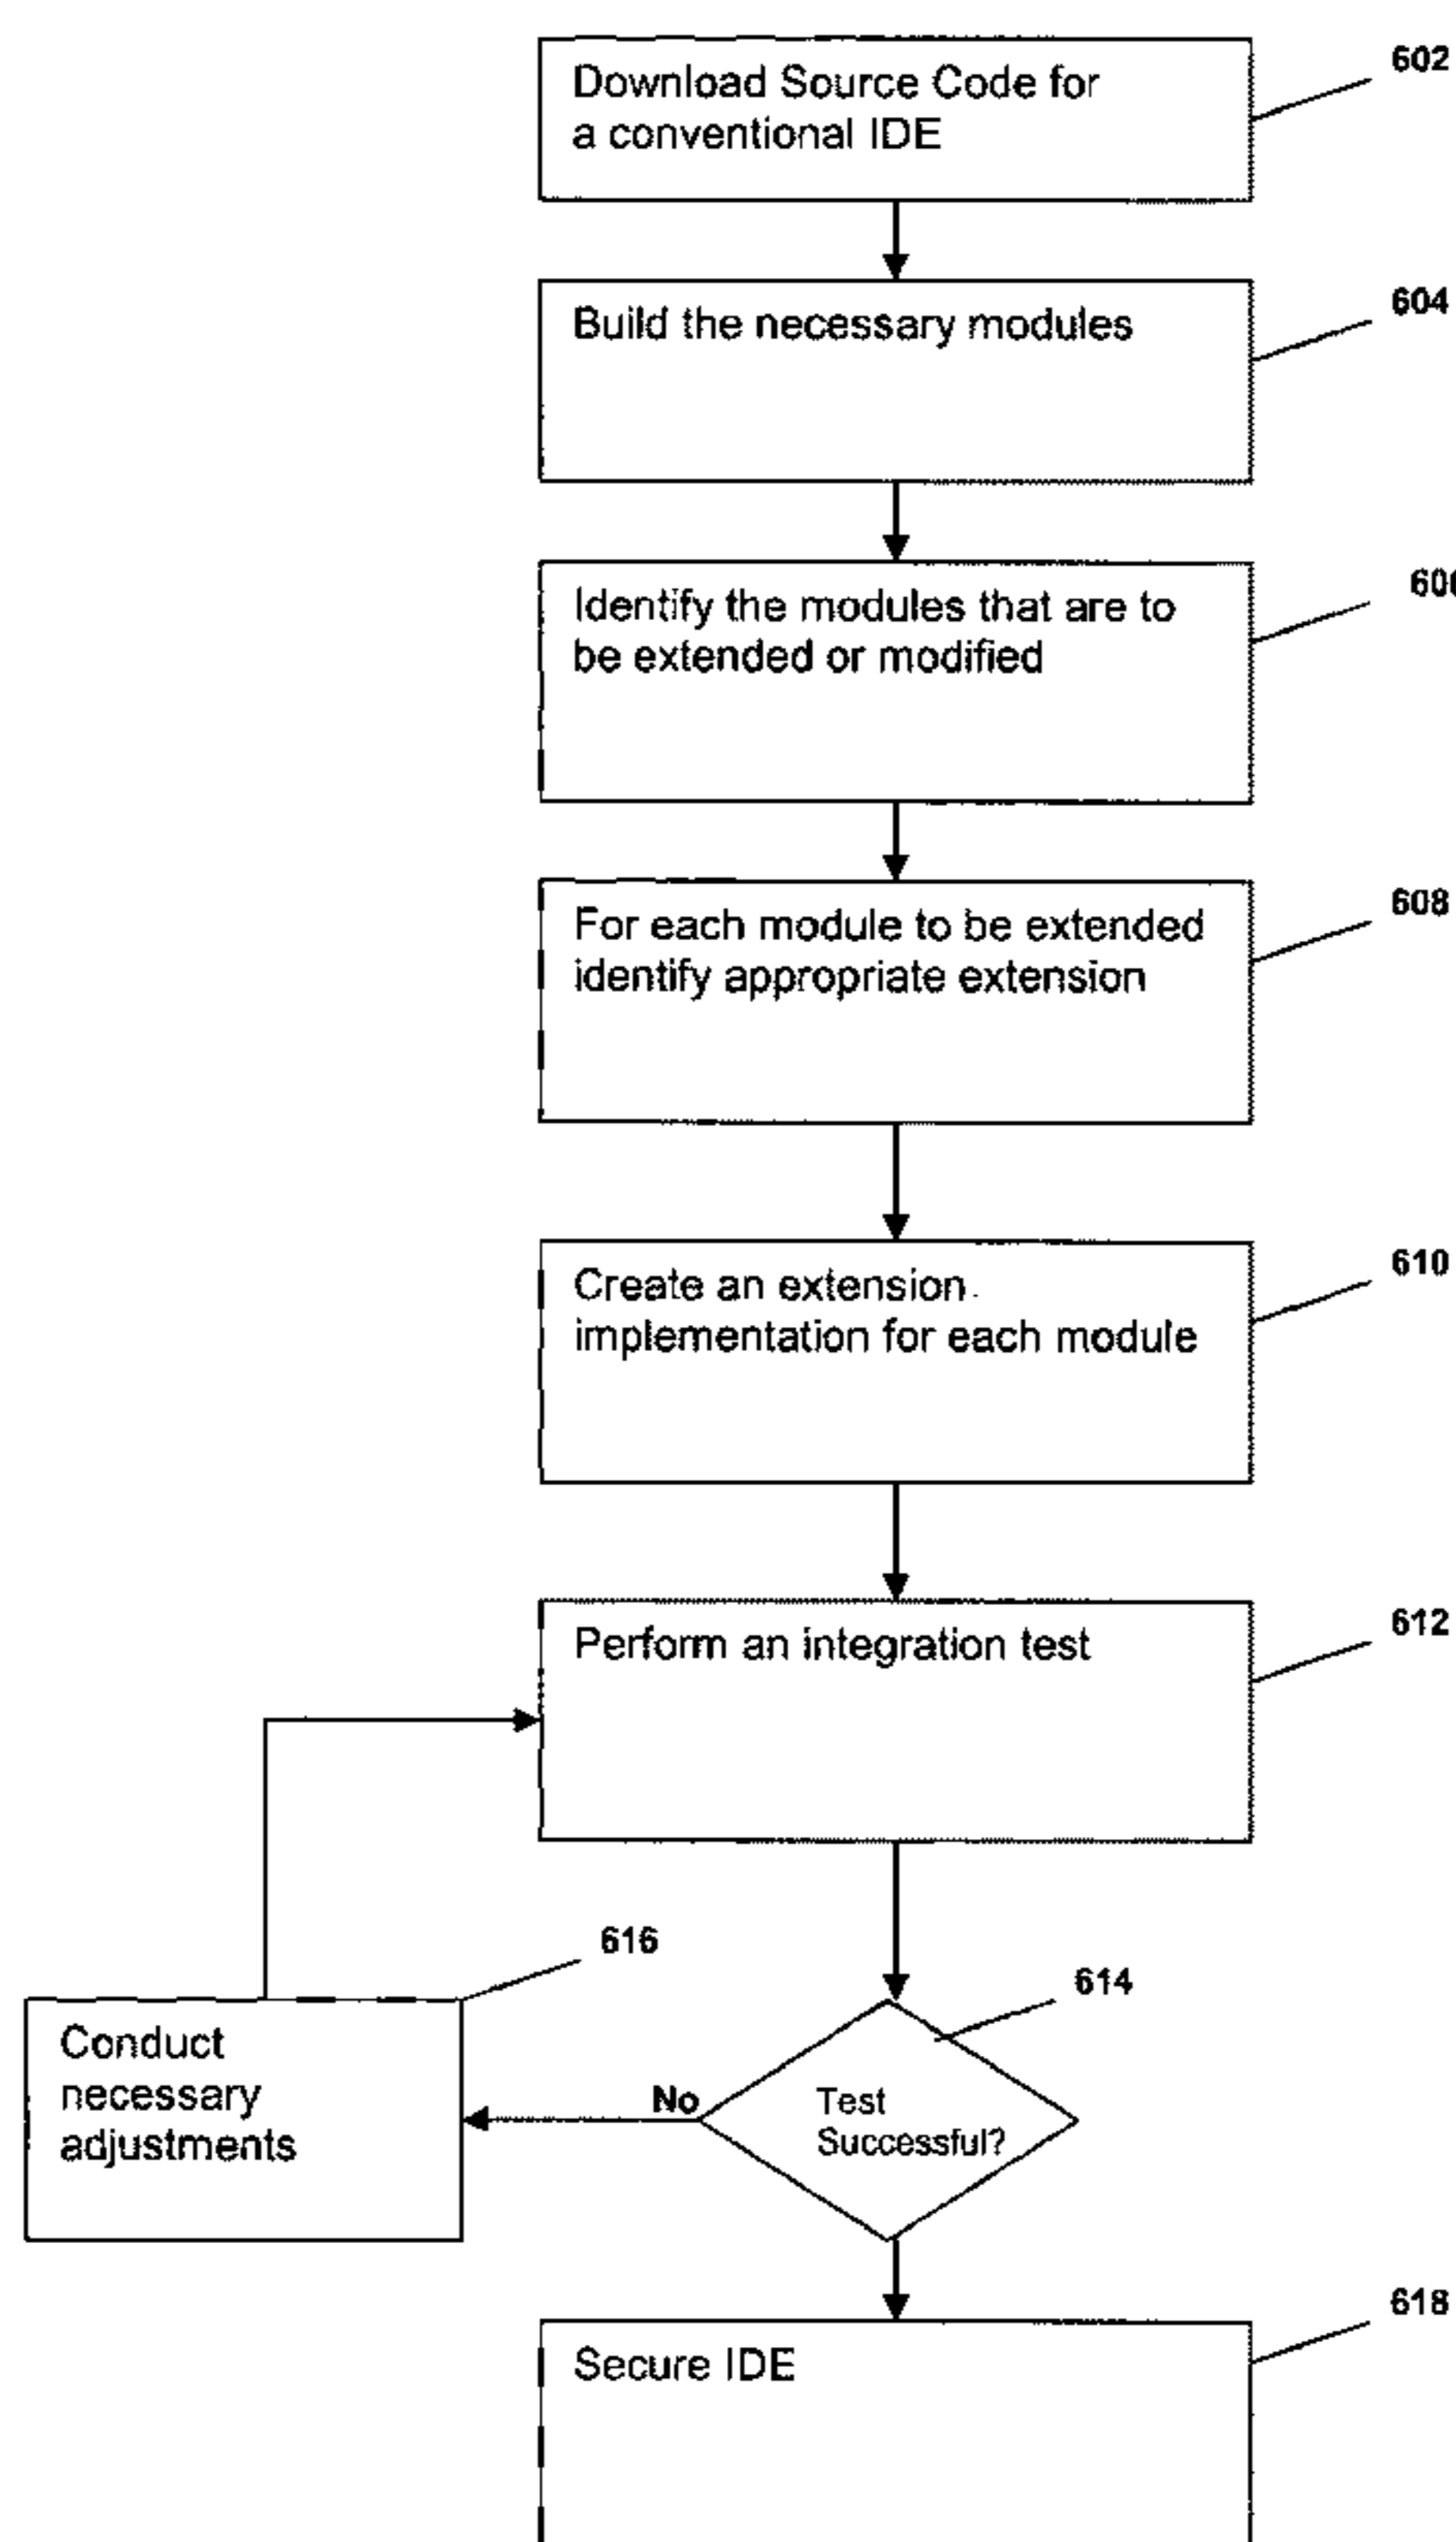 Download Source Code for
a conventional IDE
602
Build the necessary modules
604
Identify the modules that are to
be extended or modified
606
For each module to be extended
identify appropriate extension
608
Create an extension
implementation for each module
610
Perform an integration test
612
616
614
Conduct
necessary
adjustments
No
Test
Successful?
618
Secure IDE